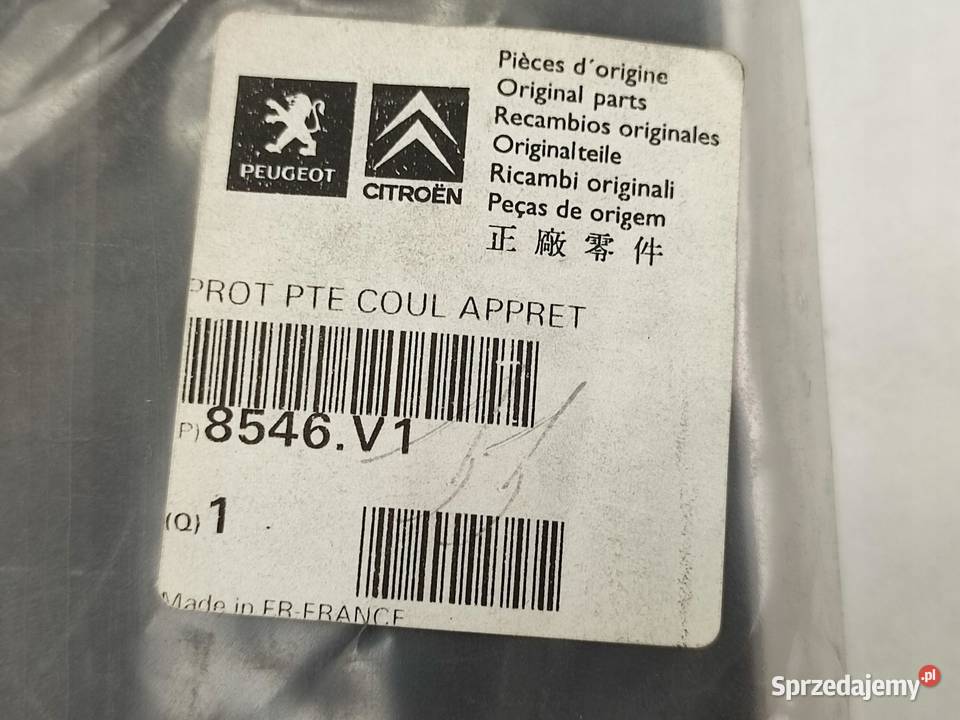 PEUGEOT
CITROËN
Pièces d'origine
Original parts
Recambios originales
Originalteile
Ricambi originali
Peças de origem
正廠零件
PROT PTE COUL APPRET
P) 8546.V1
(Q) 1
Made in FR-FRANCE
Sprzedajemy.pl